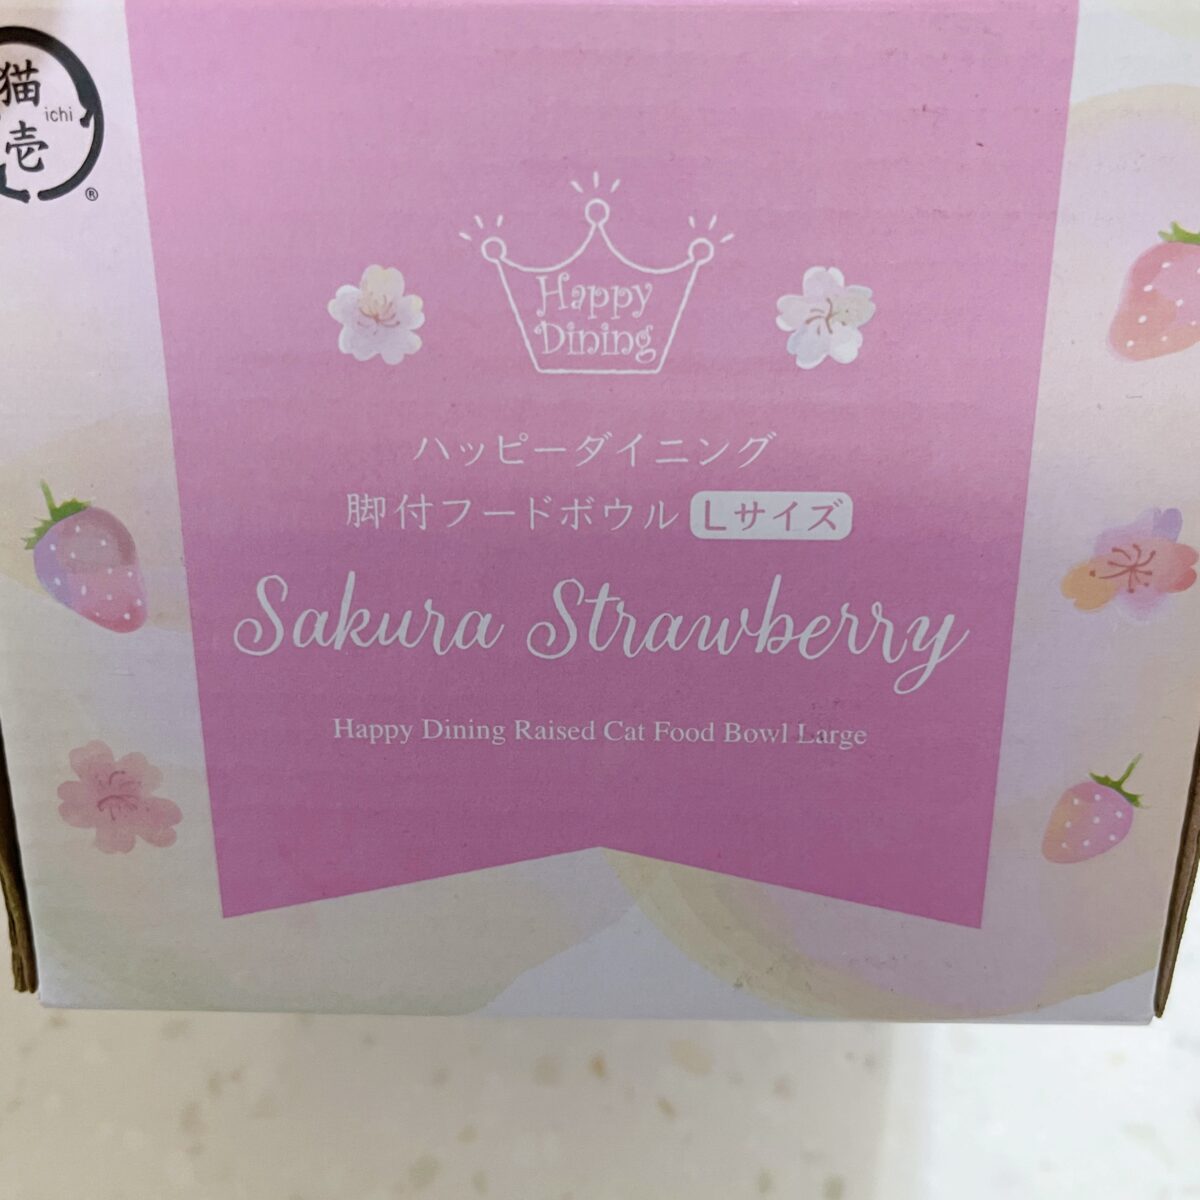 猫
壱
ichi
®
Happy
Dining
ハッピーダイニング
脚付フードボウル Lサイズ
Sakura Strawberry
Happy Dining Raised Cat Food Bowl Large